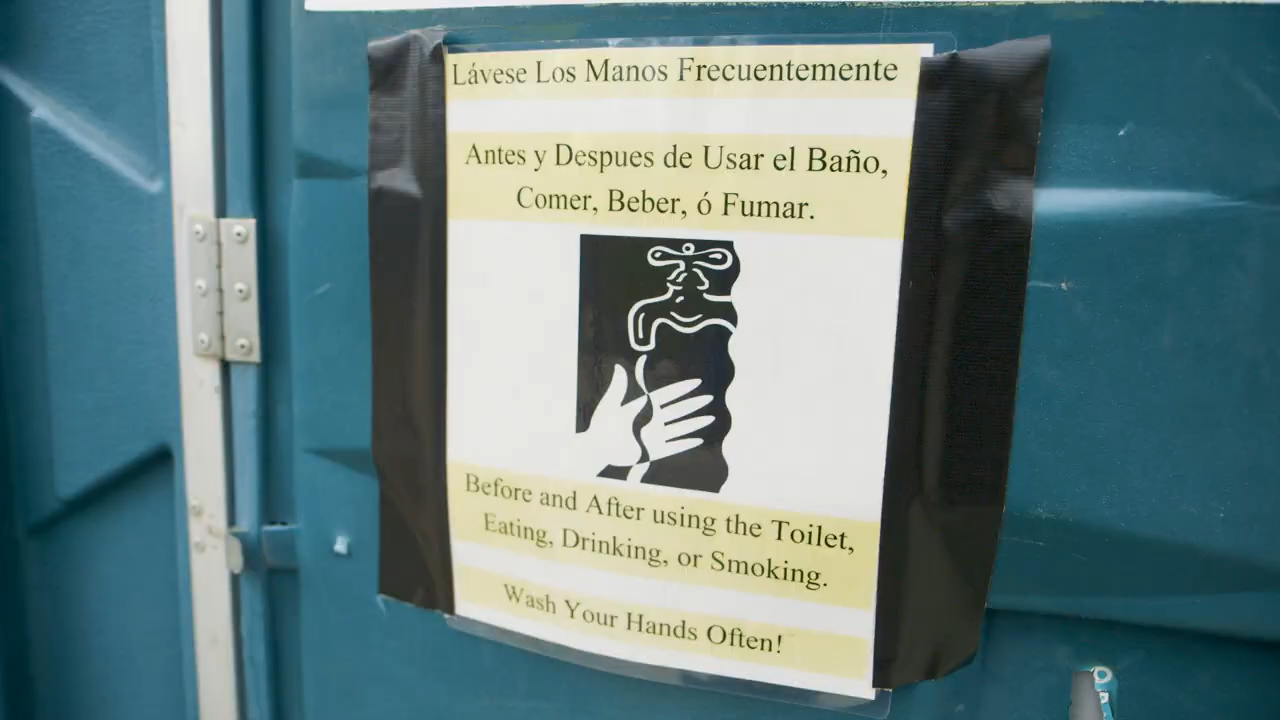 Lávese Los Manos Frecuentemente
Antes y Despues de Usar el Baño,
Comer, Beber, ó Fumar.
Before and After using the Toilet,
Eating, Drinking, or Smoking.
Wash Your Hands Often!